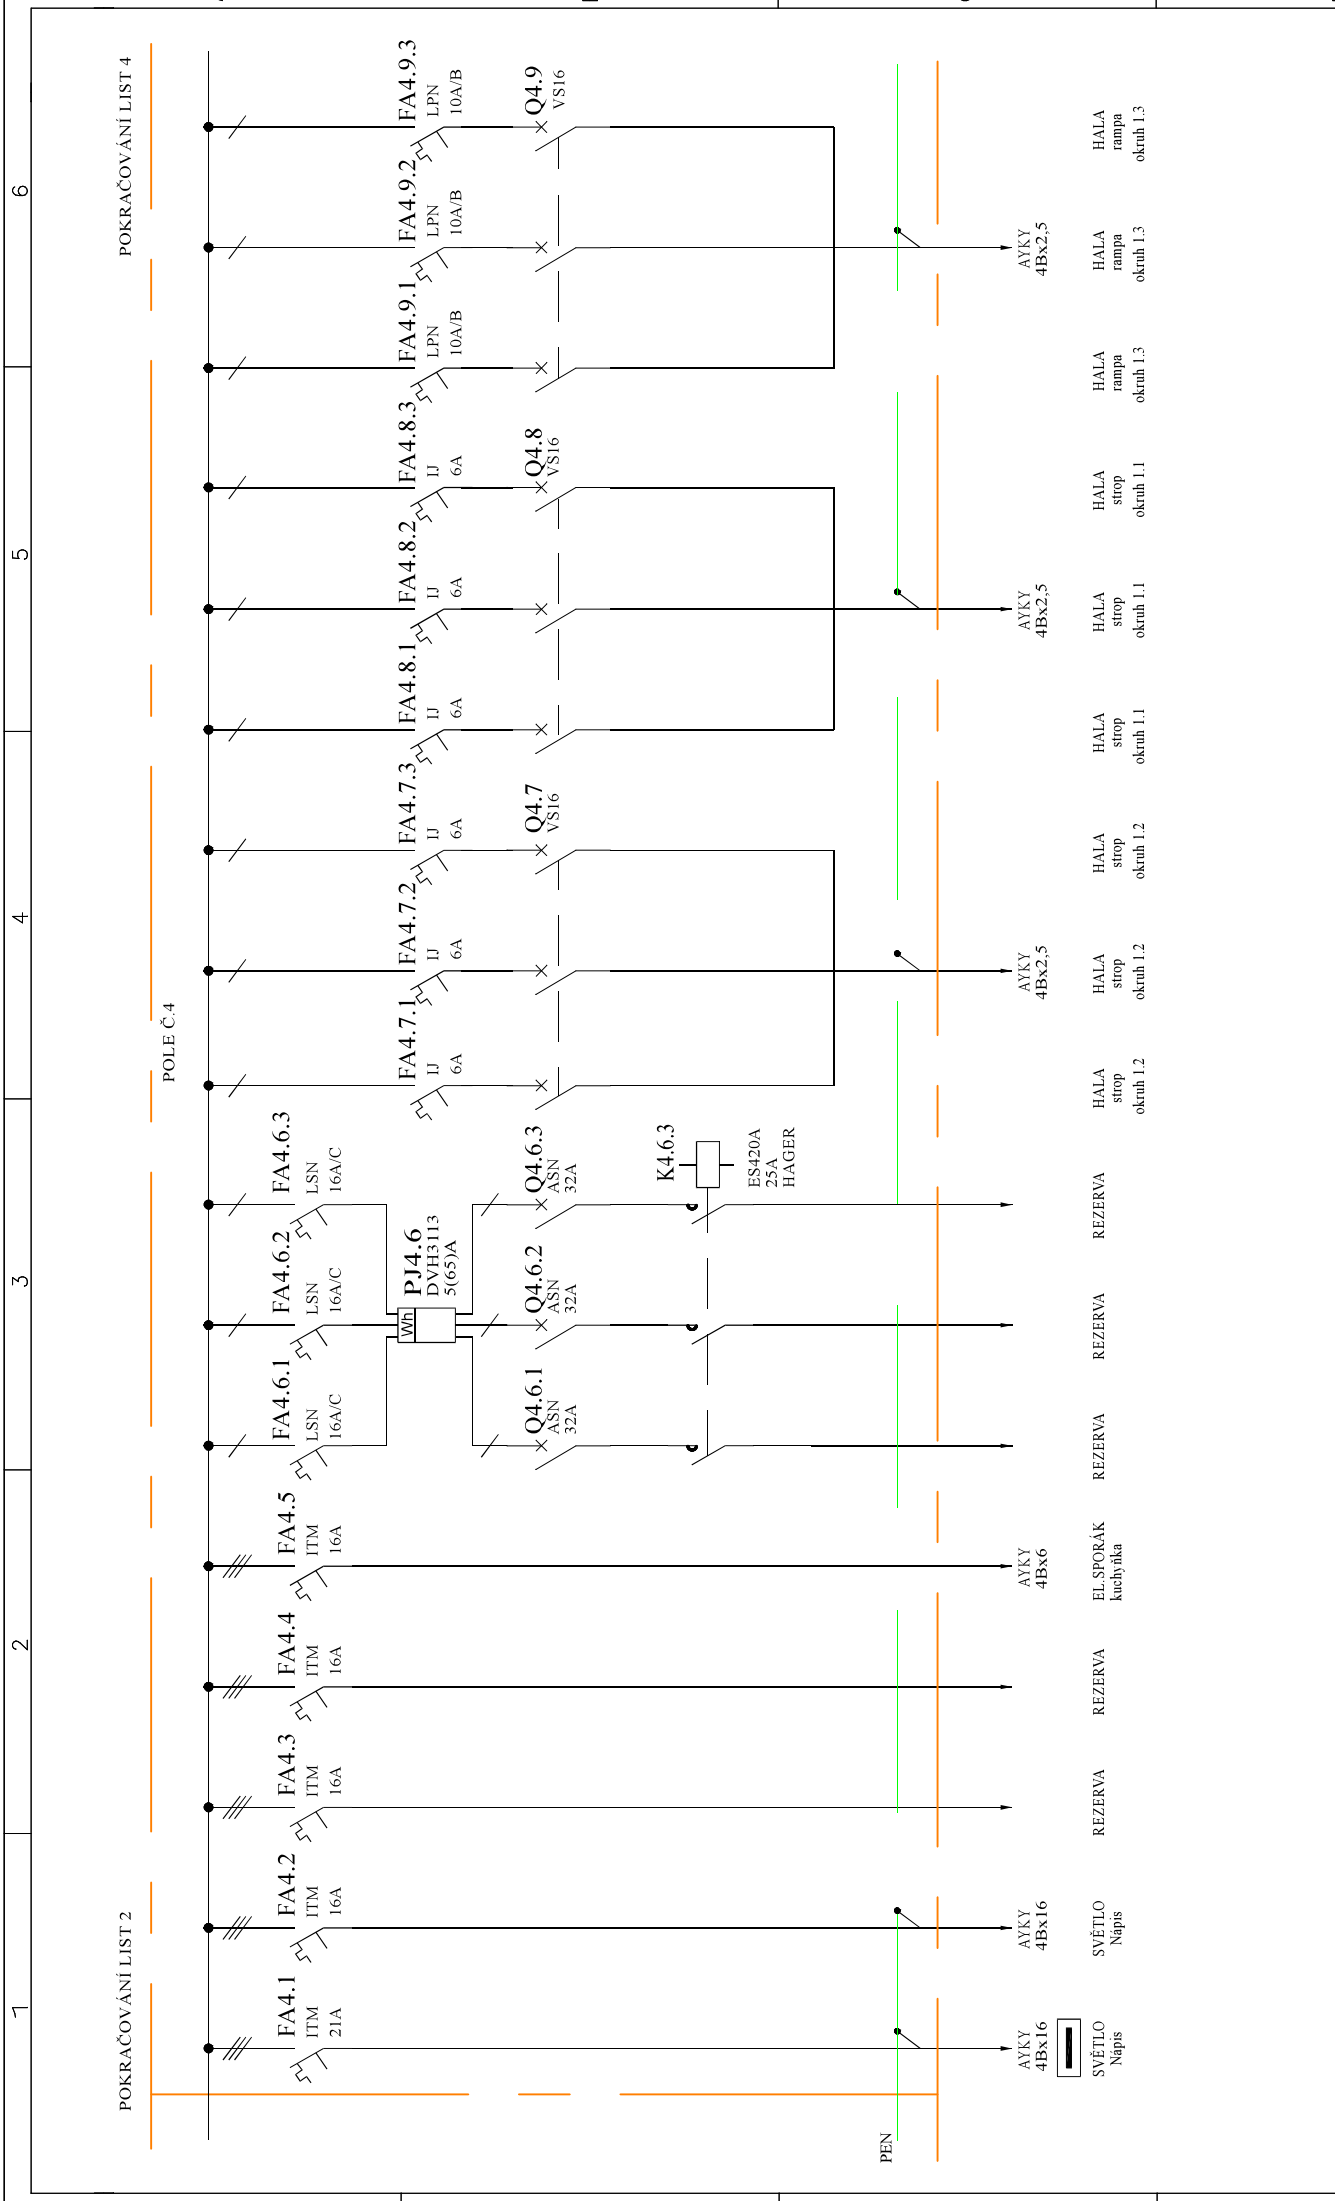 POKRAČOVÁNÍ LIST 2
POLE Č.4
POKRAČOVÁNÍ LIST 4
1
2
3
4
5
6
FA4.1
ITM
21A
FA4.2
ITM
16A
FA4.3
ITM
16A
FA4.4
ITM
16A
FA4.5
ITM
16A
FA4.6.1
LSN
16A/C
FA4.6.2
LSN
16A/C
FA4.6.3
LSN
16A/C
Wh
PJ4.6
DVH3113
5(65)A
Q4.6.1
ASN
32A
Q4.6.2
ASN
32A
Q4.6.3
ASN
32A
K4.6.3
ES420A
25A
HAGER
FA4.7.1
IJ
6A
FA4.7.2
IJ
6A
FA4.7.3
IJ
6A
Q4.7
VS16
FA4.8.1
IJ
6A
FA4.8.2
IJ
6A
FA4.8.3
IJ
6A
Q4.8
VS16
FA4.9.1
LPN
10A/B
FA4.9.2
LPN
10A/B
FA4.9.3
LPN
10A/B
Q4.9
VS16
PEN
AYKY
4Bx16
SVĚTLO
Nápis
AYKY
4Bx16
SVĚTLO
Nápis
REZERVA
REZERVA
AYKY
4Bx6
EL.SPORÁK
kuchyňka
REZERVA
REZERVA
REZERVA
HALA
strop
okruh 1.2
AYKY
4Bx2,5
HALA
strop
okruh 1.2
HALA
strop
okruh 1.2
HALA
strop
okruh 1.1
AYKY
4Bx2,5
HALA
strop
okruh 1.1
HALA
strop
okruh 1.1
HALA
rampa
okruh 1.3
AYKY
4Bx2,5
HALA
rampa
okruh 1.3
HALA
rampa
okruh 1.3